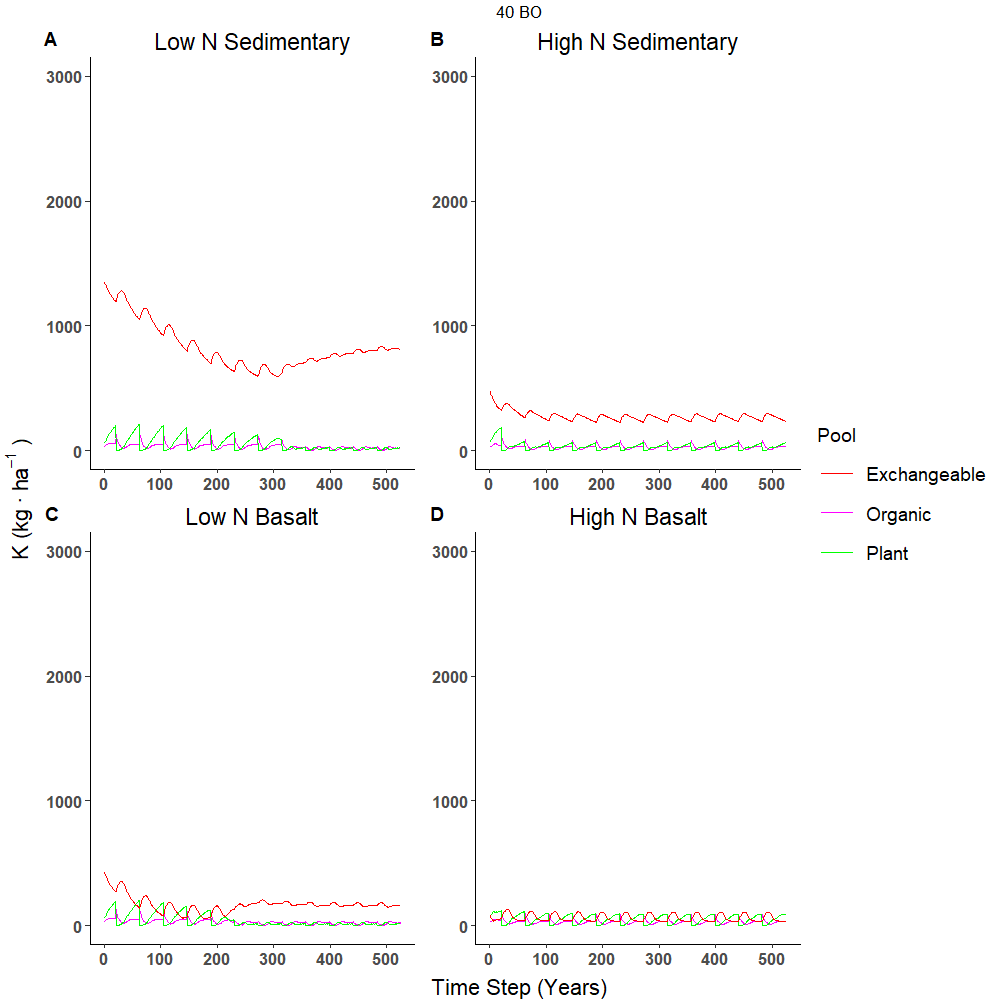 40 BO
A Low N Sedimentary
B High N Sedimentary
3000
2000
1000
0
0 100 200 300 400 500
3000
2000
1000
0
0 100 200 300 400 500
C Low N Basalt
D High N Basalt
3000
2000
1000
0
0 100 200 300 400 500
3000
2000
1000
0
0 100 200 300 400 500
K (kg · ha⁻¹ )
Time Step (Years)
Pool
Exchangeable
Organic
Plant